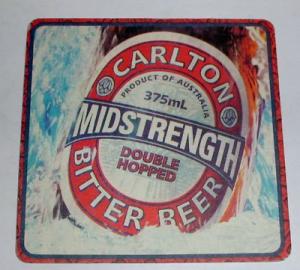 CARLTON
PRODUCT OF AUSTRALIA
375mL
MIDSTRENGTH
DOUBLE
HOPPED
BITTER BEER